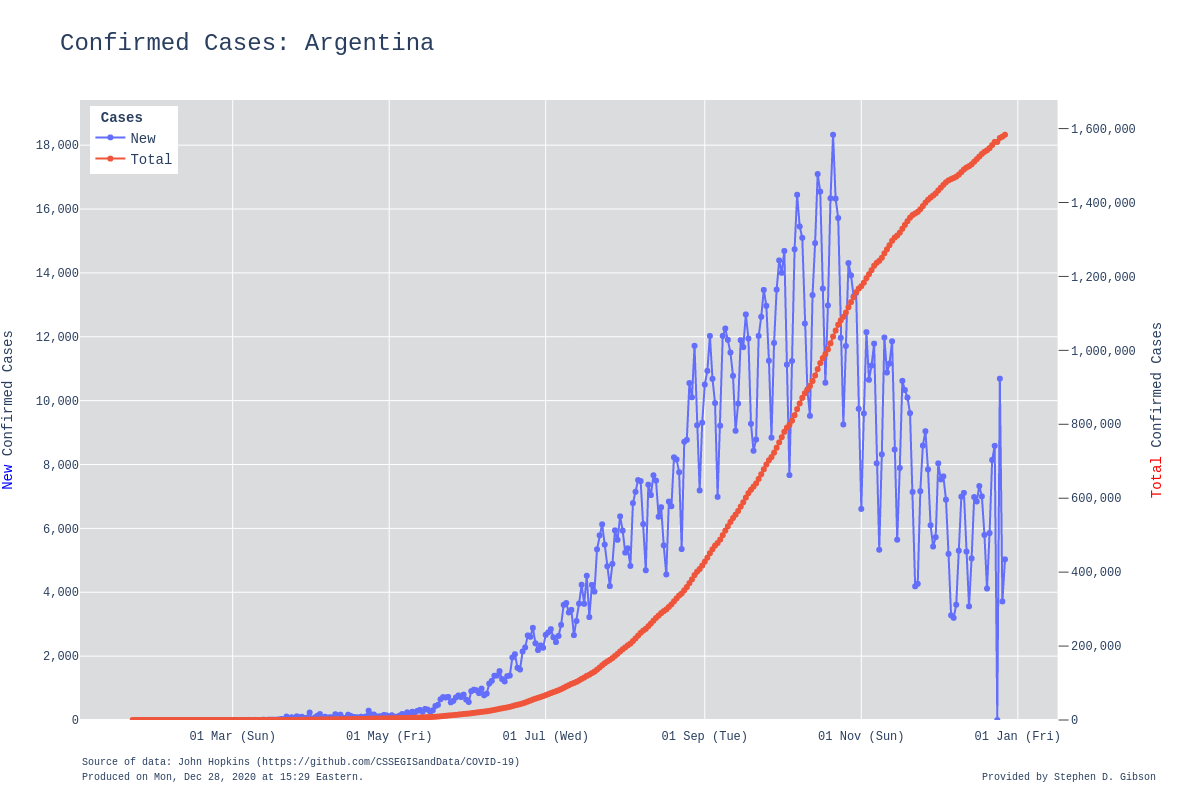 Confirmed Cases: Argentina
Cases
New
Total
18,000
16,000
14,000
12,000
10,000
8,000
6,000
4,000
2,000
0
New Confirmed Cases
1,600,000
1,400,000
1,200,000
1,000,000
800,000
600,000
400,000
200,000
0
Total Confirmed Cases
01 Mar (Sun) 01 May (Fri) 01 Jul (Wed) 01 Sep (Tue) 01 Nov (Sun) 01 Jan (Fri)
Source of data: John Hopkins (https://github.com/CSSEGISandData/COVID-19)
Produced on Mon, Dec 28, 2020 at 15:29 Eastern.
Provided by Stephen D. Gibson